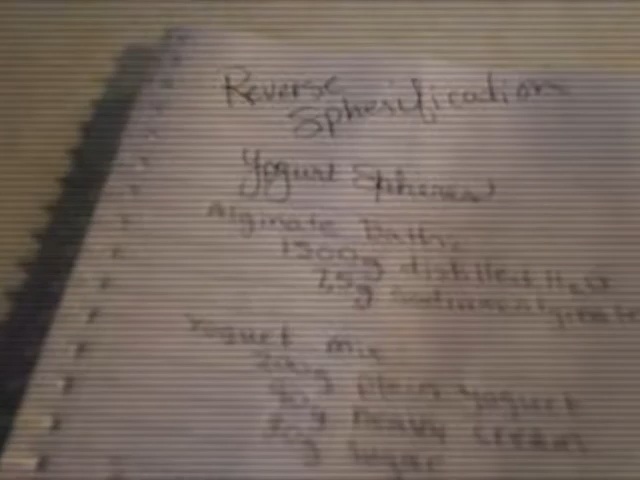 Reverse
Spherification
Yogurt Spheres
Alginate Bath:
1500g distilled H2O
7.5g sodium alginate
Yogurt mix
200g plain yogurt
heavy cream
sugar